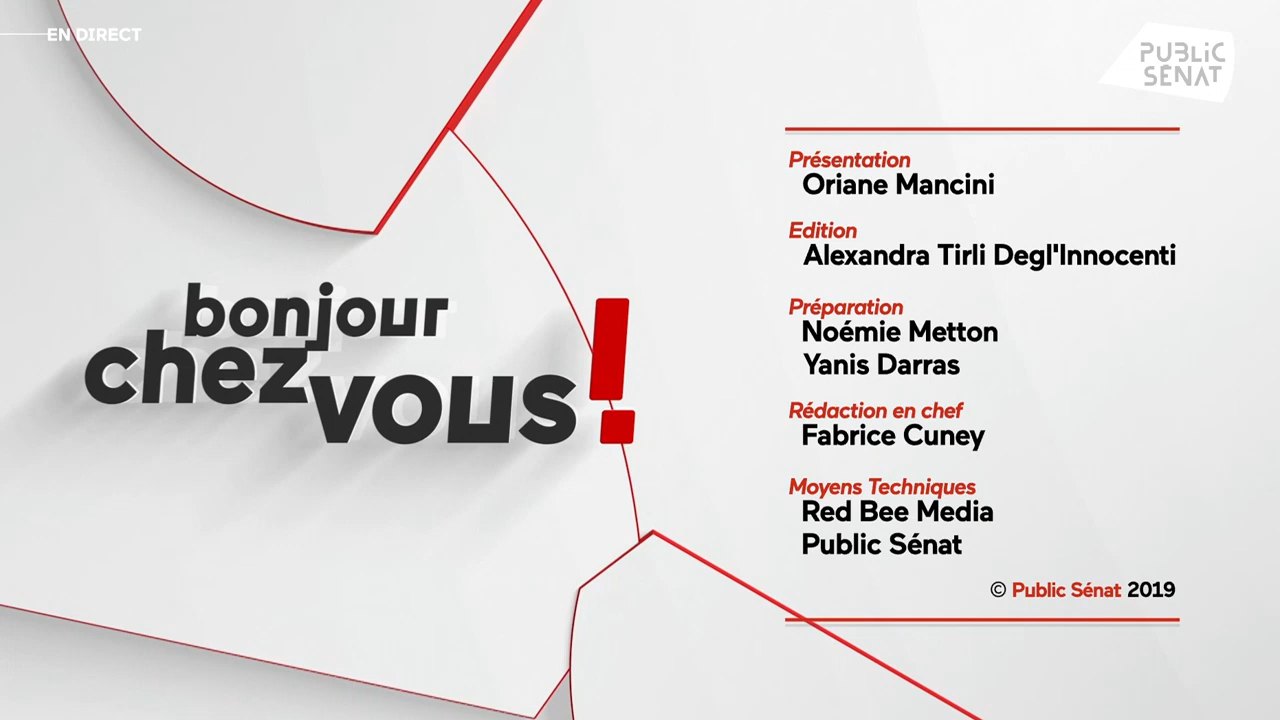 EN DIRECT
PUBLiC
SÉNAT
bonjour
chez
vous!
Présentation
Oriane Mancini
Edition
Alexandra Tirli Degl'Innocenti
Préparation
Noémie Metton
Yanis Darras
Rédaction en chef
Fabrice Cuney
Moyens Techniques
Red Bee Media
Public Sénat
© Public Sénat 2019